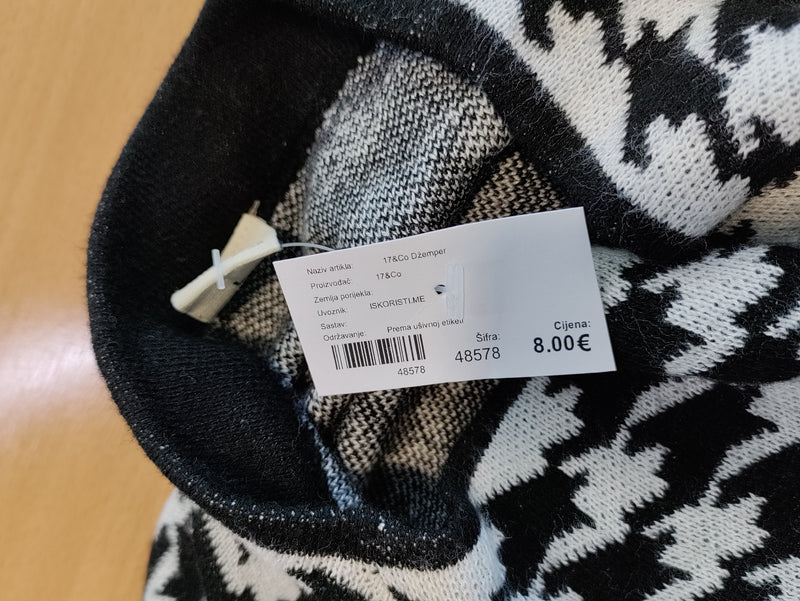 Naziv artikla: 17&Co Džemper
Proizvođač: 17&Co
Zemlja porijekla:
Uvoznik: ISKORISTI.ME
Sastav:
Održavanje: Prema ušivnoj etiketi
48578
Šifra:
48578
Cijena:
8.00€